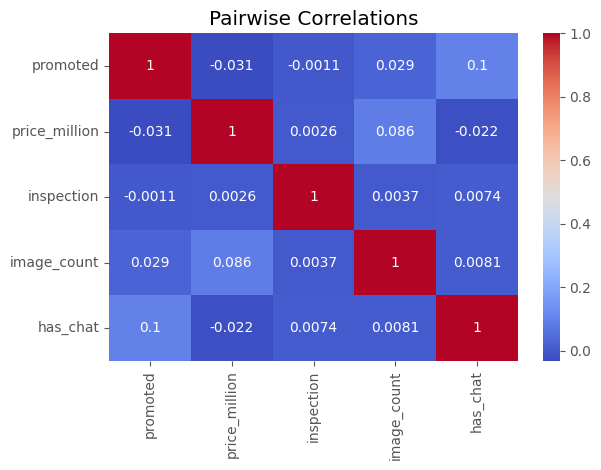 Pairwise Correlations
promoted 1 -0.031 -0.0011 0.029 0.1
price_million -0.031 1 0.0026 0.086 -0.022
inspection -0.0011 0.0026 1 0.0037 0.0074
image_count 0.029 0.086 0.0037 1 0.0081
has_chat 0.1 -0.022 0.0074 0.0081 1
promoted
price_million
inspection
image_count
has_chat
1.0
0.8
0.6
0.4
0.2
0.0